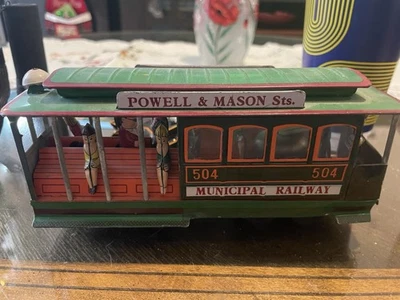 POWELL & MASON Sts.
504 504
MUNICIPAL RAILWAY